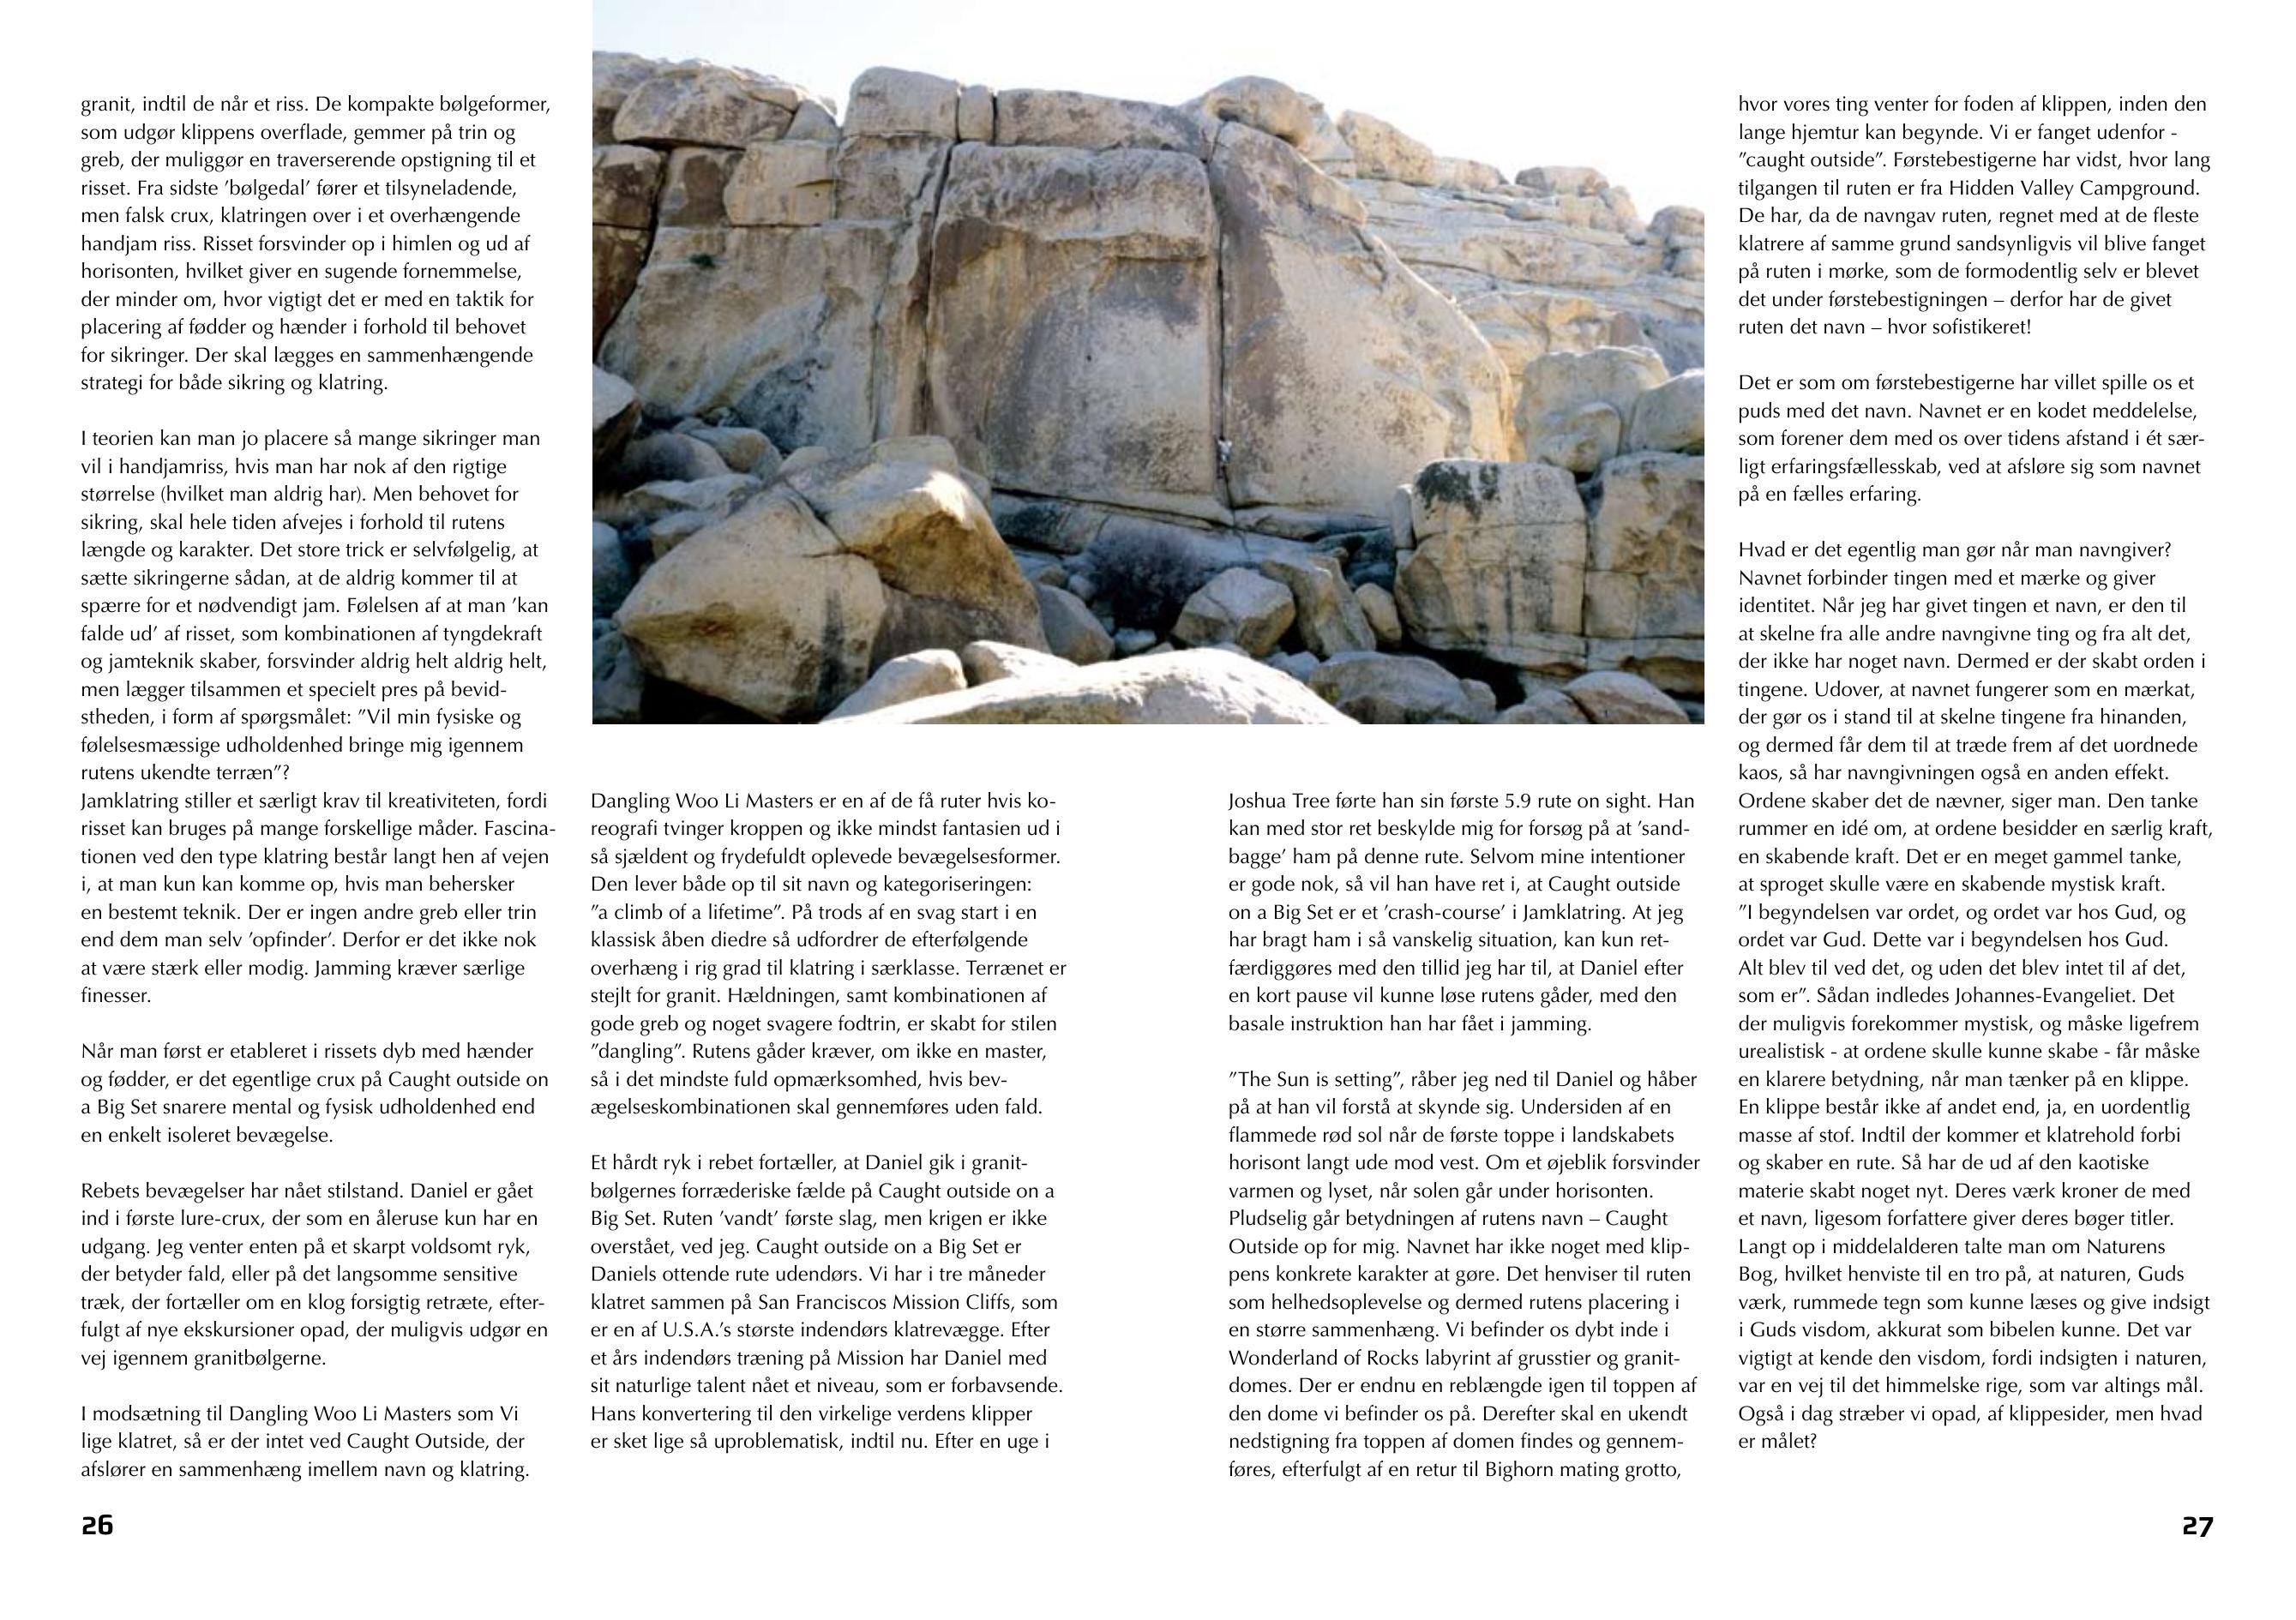 granit, indtil de når et riss. De kompakte bølgeformer,
som udgør klippens overflade, gemmer på trin og
greb, der muliggør en traverserende opstigning til et
risset. Fra sidste ’bølgedal’ fører et tilsyneladende,
men falsk crux, klatringen over i et overhængende
handjam riss. Risset forsvinder op i himlen og ud af
horisonten, hvilket giver en sugende fornemmelse,
der minder om, hvor vigtigt det er med en taktik for
placering af fødder og hænder i forhold til behovet
for sikringer. Der skal lægges en sammenhængende
strategi for både sikring og klatring.

I teorien kan man jo placere så mange sikringer man
vil i handjamriss, hvis man har nok af den rigtige
størrelse (hvilket man aldrig har). Men behovet for
sikring, skal hele tiden afvejes i forhold til rutens
længde og karakter. Det store trick er selvfølgelig, at
sætte sikringerne sådan, at de aldrig kommer til at
spærre for et nødvendigt jam. Følelsen af at man ’kan
falde ud’ af risset, som kombinationen af tyngdekraft
og jamteknik skaber, forsvinder aldrig helt aldrig helt,
men lægger tilsammen et specielt pres på bevid-
stheden, i form af spørgsmålet: ”Vil min fysiske og
følelsesmæssige udholdenhed bringe mig igennem
rutens ukendte terræn”?
Jamklatring stiller et særligt krav til kreativiteten, fordi
risset kan bruges på mange forskellige måder. Fascina-
tionen ved den type klatring består langt hen af vejen
i, at man kun kan komme op, hvis man behersker
en bestemt teknik. Der er ingen andre greb eller trin
end dem man selv ’opfinder’. Derfor er det ikke nok
at være stærk eller modig. Jamming kræver særlige
finesser.

Når man først er etableret i rissets dyb med hænder
og fødder, er det egentlige crux på Caught outside on
a Big Set snarere mental og fysisk udholdenhed end
en enkelt isoleret bevægelse.

Rebets bevægelser har nået stilstand. Daniel er gået
ind i første lure-crux, der som en åleruse kun har en
udgang. Jeg venter enten på et skarpt voldsomt ryk,
der betyder fald, eller på det langsomme sensitive
træk, der fortæller om en klog forsigtig retræte, efter-
fulgt af nye ekskursioner opad, der muligvis udgør en
vej igennem granitbølgerne.

I modsætning til Dangling Woo Li Masters som Vi
lige klatret, så er der intet ved Caught Outside, der
afslører en sammenhæng imellem navn og klatring.
Dangling Woo Li Masters er en af de få ruter hvis ko-
reografi tvinger kroppen og ikke mindst fantasien ud i
så sjældent og frydefuldt oplevede bevægelsesformer.
Den lever både op til sit navn og kategoriseringen:
”a climb of a lifetime”. På trods af en svag start i en
klassisk åben diedre så udfordrer de efterfølgende
overhæng i rig grad til klatring i særklasse. Terrænet er
stejlt for granit. Hældningen, samt kombinationen af
gode greb og noget svagere fodtrin, er skabt for stilen
”dangling”. Rutens gåder kræver, om ikke en master,
så i det mindste fuld opmærksomhed, hvis bev-
ægelseskombinationen skal gennemføres uden fald.

Et hårdt ryk i rebet fortæller, at Daniel gik i granit-
bølgernes forræderiske fælde på Caught outside on a
Big Set. Ruten ’vandt’ første slag, men krigen er ikke
overstået, ved jeg. Caught outside on a Big Set er
Daniels ottende rute udendørs. Vi har i tre måneder
klatret sammen på San Franciscos Mission Cliffs, som
er en af U.S.A.’s største indendørs klatrevægge. Efter
et års indendørs træning på Mission har Daniel med
sit naturlige talent nået et niveau, som er forbavsende.
Hans konvertering til den virkelige verdens klipper
er sket lige så uproblematisk, indtil nu. Efter en uge i
Joshua Tree førte han sin første 5.9 rute on sight. Han
kan med stor ret beskylde mig for forsøg på at ’sand-
bagge’ ham på denne rute. Selvom mine intentioner
er gode nok, så vil han have ret i, at Caught outside
on a Big Set er et ’crash-course’ i Jamklatring. At jeg
har bragt ham i så vanskelig situation, kan kun ret-
færdiggøres med den tillid jeg har til, at Daniel efter
en kort pause vil kunne løse rutens gåder, med den
basale instruktion han har fået i jamming.

”The Sun is setting”, råber jeg ned til Daniel og håber
på at han vil forstå at skynde sig. Undersiden af en
flammede rød sol når de første toppe i landskabets
horisont langt ude mod vest. Om et øjeblik forsvinder
varmen og lyset, når solen går under horisonten.
Pludselig går betydningen af rutens navn – Caught
Outside op for mig. Navnet har ikke noget med klip-
pens konkrete karakter at gøre. Det henviser til ruten
som helhedsoplevelse og dermed rutens placering i
en større sammenhæng. Vi befinder os dybt inde i
Wonderland of Rocks labyrint af grusstier og granit-
domes. Der er endnu en reblængde igen til toppen af
den dome vi befinder os på. Derefter skal en ukendt
nedstigning fra toppen af domen findes og gennem-
føres, efterfulgt af en retur til Bighorn mating grotto,
hvor vores ting venter for foden af klippen, inden den
lange hjemtur kan begynde. Vi er fanget udenfor -
”caught outside”. Førstebestigerne har vidst, hvor lang
tilgangen til ruten er fra Hidden Valley Campground.
De har, da de navngav ruten, regnet med at de fleste
klatrere af samme grund sandsynligvis vil blive fanget
på ruten i mørke, som de formodentlig selv er blevet
det under førstebestigningen – derfor har de givet
ruten det navn – hvor sofistikeret!

Det er som om førstebestigerne har villet spille os et
puds med det navn. Navnet er en kodet meddelelse,
som forener dem med os over tidens afstand i ét sær-
ligt erfaringsfællesskab, ved at afsløre sig som navnet
på en fælles erfaring.

Hvad er det egentlig man gør når man navngiver?
Navnet forbinder tingen med et mærke og giver
identitet. Når jeg har givet tingen et navn, er den til
at skelne fra alle andre navngivne ting og fra alt det,
der ikke har noget navn. Dermed er der skabt orden i
tingene. Udover, at navnet fungerer som en mærkat,
der gør os i stand til at skelne tingene fra hinanden,
og dermed får dem til at træde frem af det uordnede
kaos, så har navngivningen også en anden effekt.
Ordene skaber det de nævner, siger man. Den tanke
rummer en idé om, at ordene besidder en særlig kraft,
en skabende kraft. Det er en meget gammel tanke,
at sproget skulle være en skabende mystisk kraft.
”I begyndelsen var ordet, og ordet var hos Gud, og
ordet var Gud. Dette var i begyndelsen hos Gud.
Alt blev til ved det, og uden det blev intet til af det,
som er”. Sådan indledes Johannes-Evangeliet. Det
der muligvis forekommer mystisk, og måske ligefrem
urealistisk - at ordene skulle kunne skabe - får måske
en klarere betydning, når man tænker på en klippe.
En klippe består ikke af andet end, ja, en uordentlig
masse af stof. Indtil der kommer et klatrehold forbi
og skaber en rute. Så har de ud af den kaotiske
materie skabt noget nyt. Deres værk kroner de med
et navn, ligesom forfattere giver deres bøger titler.
Langt op i middelalderen talte man om Naturens
Bog, hvilket henviste til en tro på, at naturen, Guds
værk, rummede tegn som kunne læses og give indsigt
i Guds visdom, akkurat som bibelen kunne. Det var
vigtigt at kende den visdom, fordi indsigten i naturen,
var en vej til det himmelske rige, som var altings mål.
Også i dag stræber vi opad, af klippesider, men hvad
er målet?
26
27